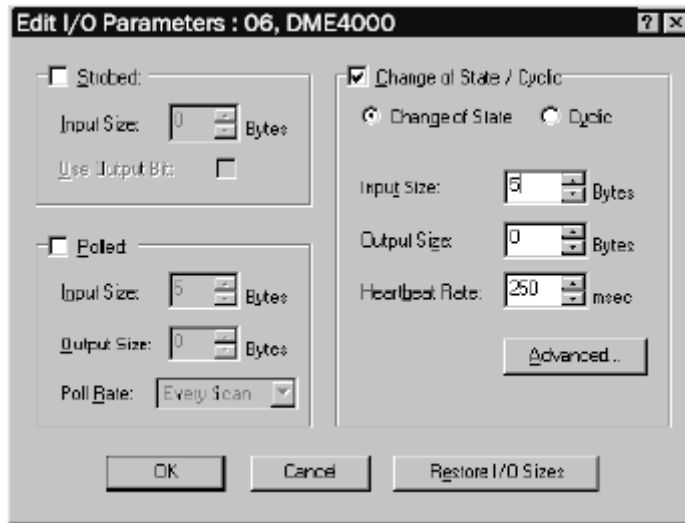 Edit I/O Parameters : 06, DME4000
Strobed:
Input Size: 0 Bytes
Use Output Bit:
Polled:
Input Size: 5 Bytes
Output Size: 0 Bytes
Poll Rate: Every Scan
Change of State / Cyclic
Change of State Cyclic
Input Size: 5 Bytes
Output Size: 0 Bytes
Heartbeat Rate: 250 msec
Advanced...
OK Cancel Restore I/O Sizes